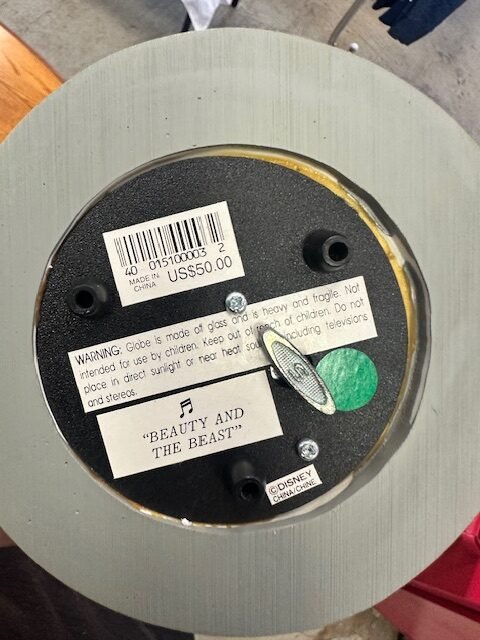 40 015100003 2
MADE IN
CHINA
US$50.00
WARNING: Globe is made of glass and is heavy and fragile. Not
intended for use by children. Keep out of reach of children. Do not
place in direct sunlight or near heat including televisions
and stereos.
"BEAUTY AND
THE BEAST"
©DISNEY
CHINA/CHINE